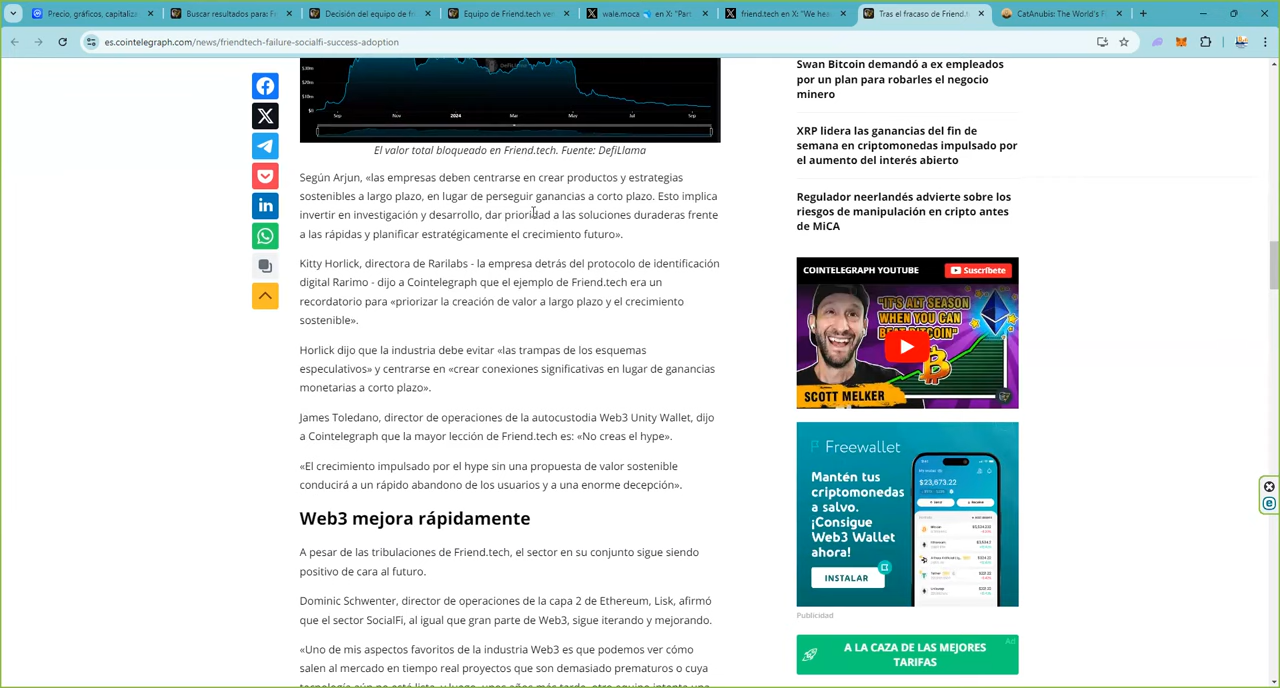 Precio, gráficos, capitaliz
Buscar resultados para: F
Decisión del equipo de fr
Equipo de Friend.tech ve
wale.moca
en X: "Part
friend.tech en X: "We hea
Tras el fracaso de Friend.
CatAnubis: The World's F
es.cointelegraph.com/news/friendtech-failure-socialfi-success-adoption
$0
Sep
Nov
2024
Mar
May
Jul
Sep
El valor total bloqueado en Friend.tech. Fuente: DefiLlama
Según Arjun, «las empresas deben centrarse en crear productos y estrategias
sostenibles a largo plazo, en lugar de perseguir ganancias a corto plazo. Esto implica
invertir en investigación y desarrollo, dar prioridad a las soluciones duraderas frente
a las rápidas y planificar estratégicamente el crecimiento futuro».
Kitty Horlick, directora de Rarilabs - la empresa detrás del protocolo de identificación
digital Rarimo - dijo a Cointelegraph que el ejemplo de Friend.tech era un
recordatorio para «priorizar la creación de valor a largo plazo y el crecimiento
sostenible».
Horlick dijo que la industria debe evitar «las trampas de los esquemas
especulativos» y centrarse en «crear conexiones significativas en lugar de ganancias
monetarias a corto plazo».
James Toledano, director de operaciones de la autocustodia Web3 Unity Wallet, dijo
a Cointelegraph que la mayor lección de Friend.tech es: «No creas el hype».
«El crecimiento impulsado por el hype sin una propuesta de valor sostenible
conducirá a un rápido abandono de los usuarios y a una enorme decepción».
Web3 mejora rápidamente
A pesar de las tribulaciones de Friend.tech, el sector en su conjunto sigue siendo
positivo de cara al futuro.
Dominic Schwenter, director de operaciones de la capa 2 de Ethereum, Lisk, afirmó
que el sector SocialFi, al igual que gran parte de Web3, sigue iterando y mejorando.
«Uno de mis aspectos favoritos de la industria Web3 es que podemos ver cómo
salen al mercado en tiempo real proyectos que son demasiado prematuros o cuya
Swan Bitcoin demandó a ex empleados
por un plan para robarles el negocio
minero
XRP lidera las ganancias del fin de
semana en criptomonedas impulsado por
el aumento del interés abierto
Regulador neerlandés advierte sobre los
riesgos de manipulación en cripto antes
de MiCA
COINTELEGRAPH YOUTUBE
Suscríbete
"IT'S ALT SEASON
WHEN YOU CAN
BEAT BITCOIN"
SCOTT MELKER
Freewallet
Mantén tus
criptomonedas
a salvo.
¡Consigue
Web3 Wallet
ahora!
INSTALAR
$23,673.22
Publicidad
A LA CAZA DE LAS MEJORES
TARIFAS
Ad